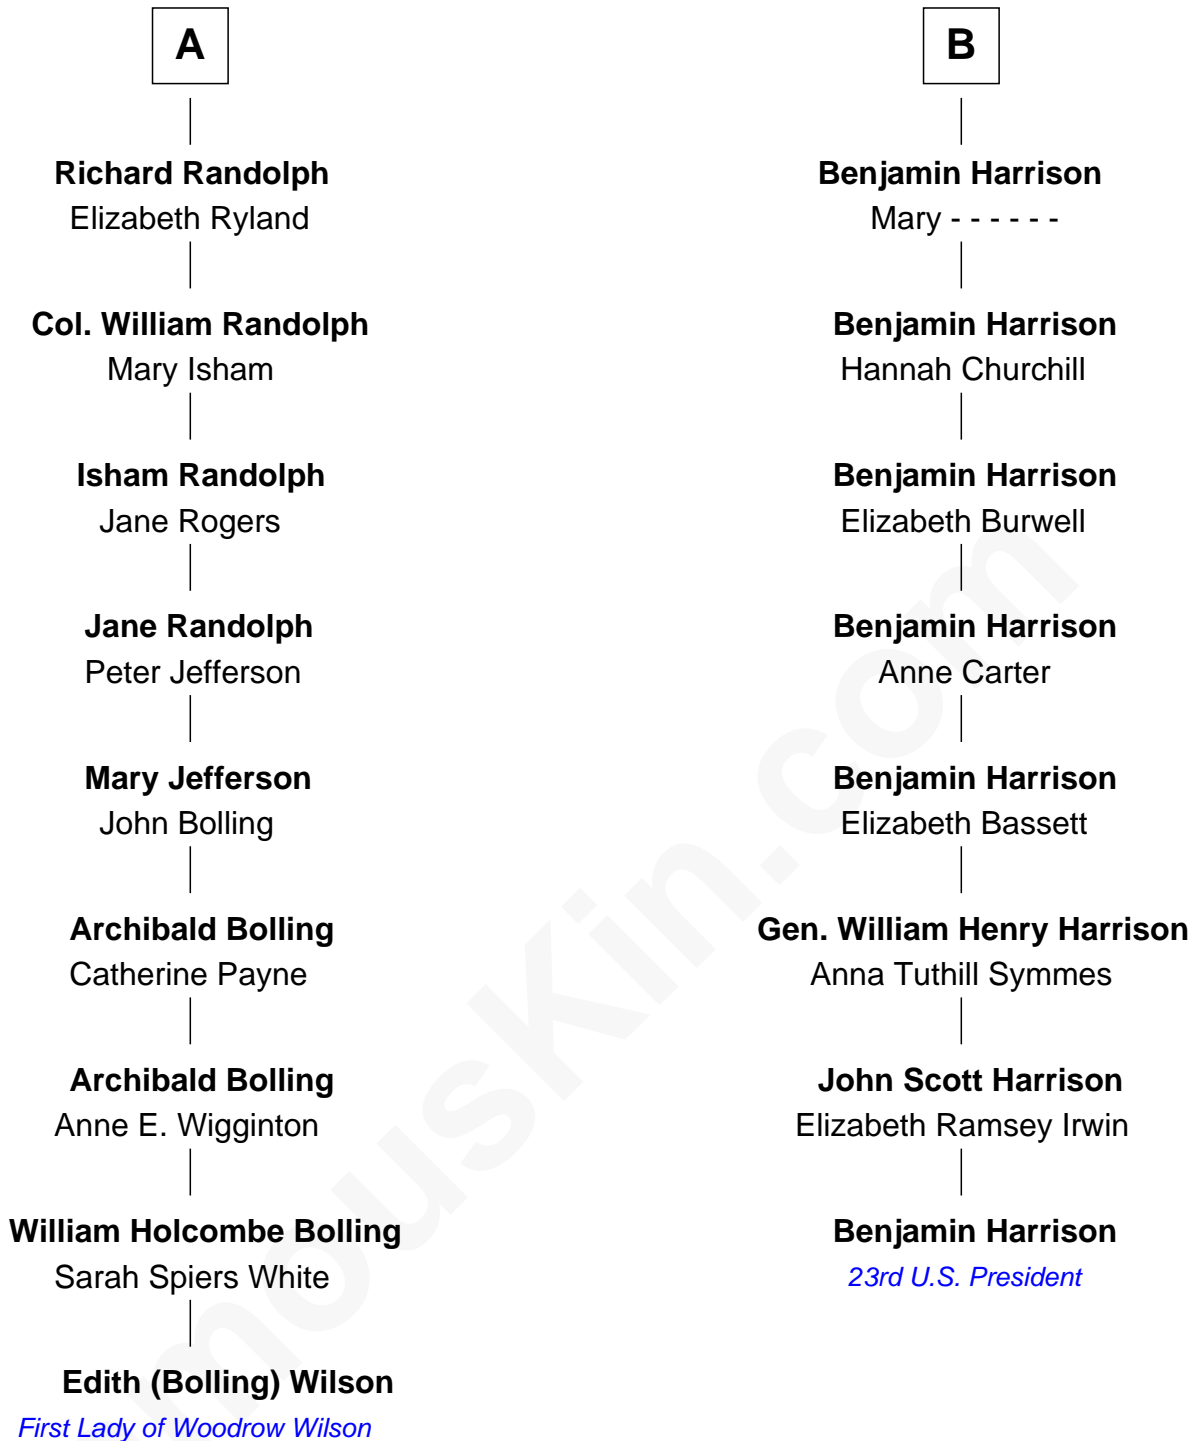 A
Richard Randolph
Elizabeth Ryland
Col. William Randolph
Mary Isham
Isham Randolph
Jane Rogers
Jane Randolph
Peter Jefferson
Mary Jefferson
John Bolling
Archibald Bolling
Catherine Payne
Archibald Bolling
Anne E. Wigginton
William Holcombe Bolling
Sarah Spiers White
Edith (Bolling) Wilson
First Lady of Woodrow Wilson
B
Benjamin Harrison
Mary - - - - - -
Benjamin Harrison
Hannah Churchill
Benjamin Harrison
Elizabeth Burwell
Benjamin Harrison
Anne Carter
Benjamin Harrison
Elizabeth Bassett
Gen. William Henry Harrison
Anna Tuthill Symmes
John Scott Harrison
Elizabeth Ramsey Irwin
Benjamin Harrison
23rd U.S. President
mousKin.com